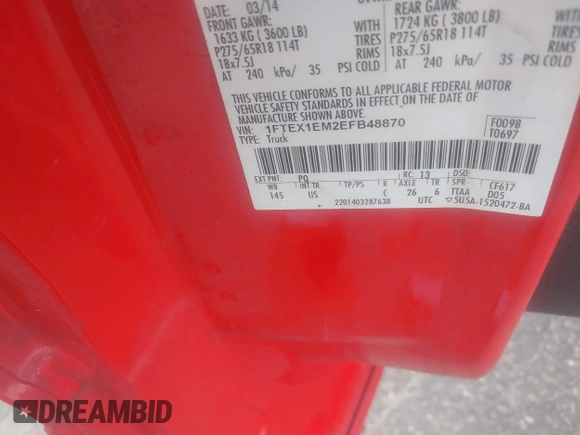 DATE: 03/14
FRONT GAWR:
1633 KG ( 3600 LB)
P275/65R18 114T
18x7.5J
AT 240 kPa/ 35 PSI COLD
WITH
TIRES
RIMS
REAR GAWR:
1724 KG ( 3800 LB)
P275/65R18 114T
18x7.5J
AT 240 kPa/ 35 PSI COLD
WITH
TIRES
RIMS
THIS VEHICLE CONFORMS TO ALL APPLICABLE FEDERAL MOTOR
VEHICLE SAFETY STANDARDS IN EFFECT ON THE DATE OF
MANUFACTURE SHOWN ABOVE.
VIN: 1FTEX1EM2EFB48870
TYPE: Truck
F0098
T0697
EXT PNT: PQ RC: 13 DSO:
WB INT TR TP/PS R AXLE TR SPR CF617
145 US C 26 6 TTAA D05
2201403287638 UTC 5U5A-1520472-BA
DREAMBID